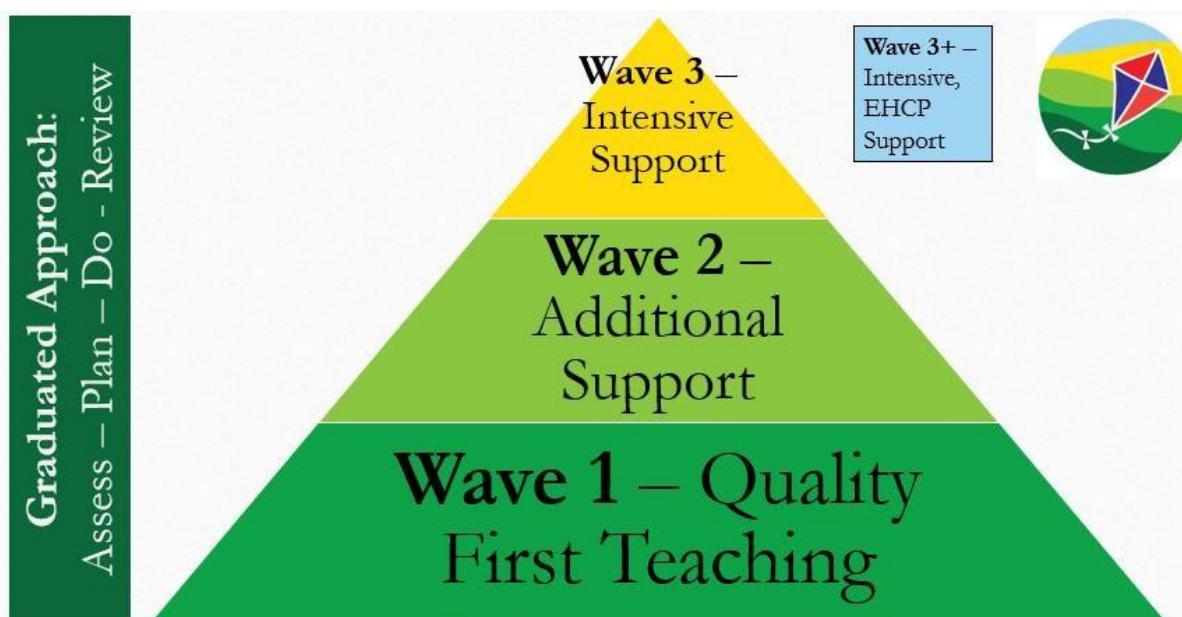 Graduated Approach:
Assess – Plan – Do - Review
Wave 3 –
Intensive
Support
Wave 3+ –
Intensive,
EHCP
Support
Wave 2 –
Additional
Support
Wave 1 – Quality
First Teaching